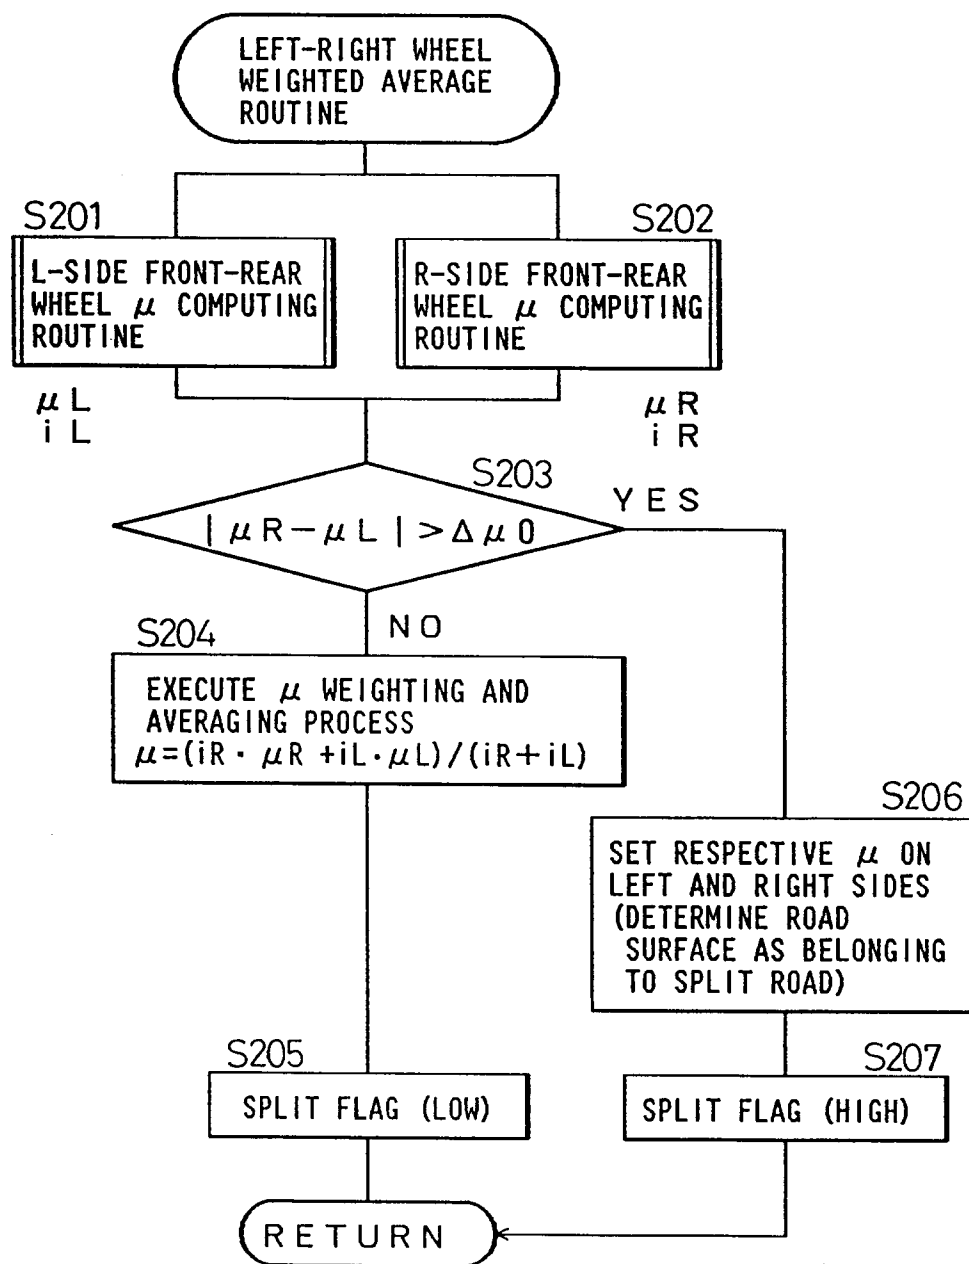 LEFT-RIGHT WHEEL
WEIGHTED AVERAGE
ROUTINE
S201
L-SIDE FRONT-REAR
WHEEL μ COMPUTING
ROUTINE
μL
iL
S202
R-SIDE FRONT-REAR
WHEEL μ COMPUTING
ROUTINE
μR
iR
S203
|μR-μL|>Δμ0
YES
NO
S204
EXECUTE μ WEIGHTING AND
AVERAGING PROCESS
μ=(iR・μR+iL・μL)/(iR+iL)
S206
SET RESPECTIVE μ ON
LEFT AND RIGHT SIDES
(DETERMINE ROAD
SURFACE AS BELONGING
TO SPLIT ROAD)
S205
SPLIT FLAG (LOW)
S207
SPLIT FLAG (HIGH)
RETURN